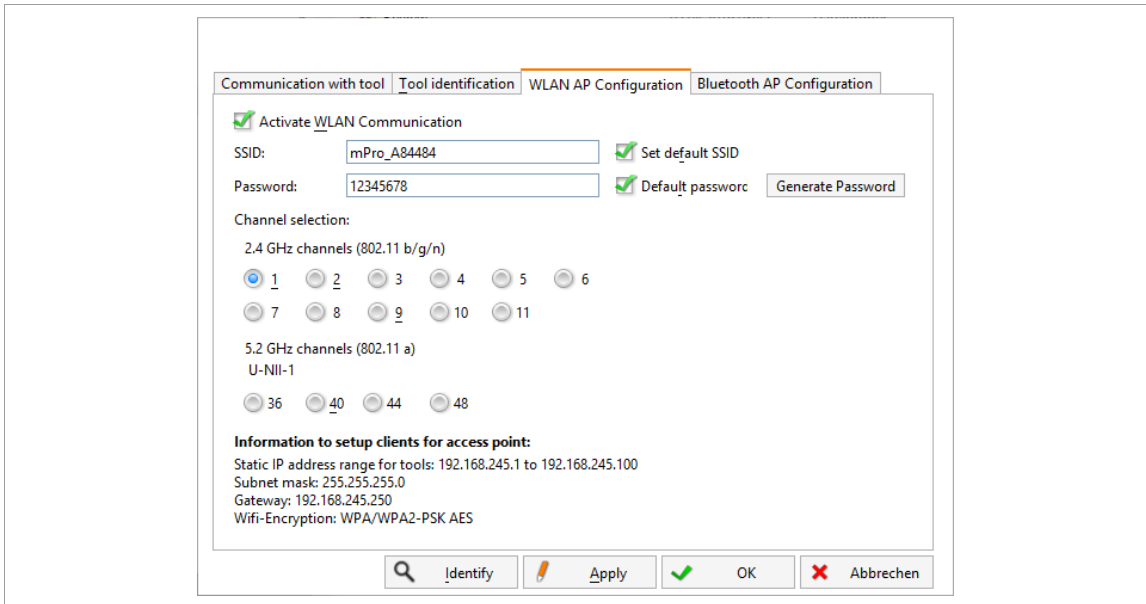 Communication with tool Tool identification WLAN AP Configuration Bluetooth AP Configuration
Activate WLAN Communication
SSID: mPro_A84484 Set default SSID
Password: 12345678 Default password Generate Password
Channel selection:
2.4 GHz channels (802.11 b/g/n)
1 2 3 4 5 6
7 8 9 10 11
5.2 GHz channels (802.11 a)
U-NII-1
36 40 44 48
Information to setup clients for access point:
Static IP address range for tools: 192.168.245.1 to 192.168.245.100
Subnet mask: 255.255.255.0
Gateway: 192.168.245.250
Wifi-Encryption: WPA/WPA2-PSK AES
Identify Apply OK Abbrechen